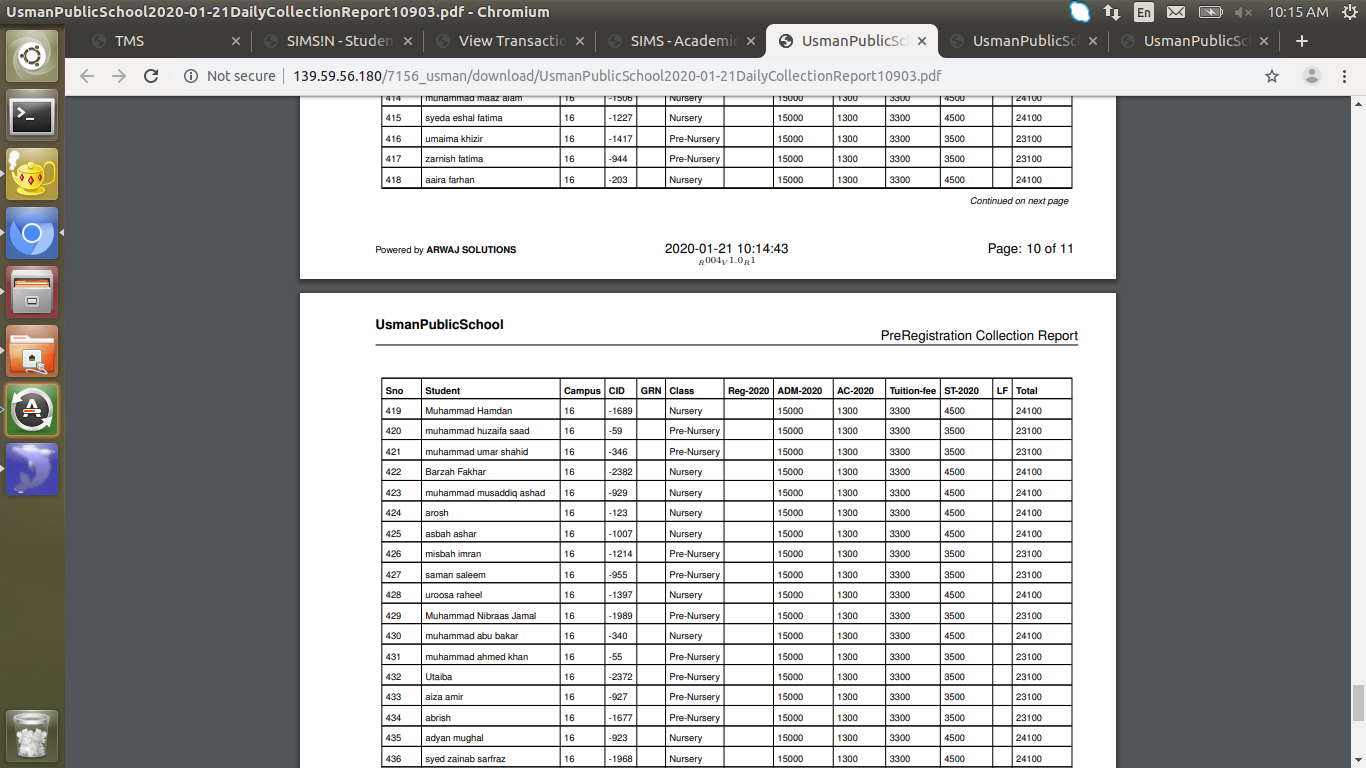 UsmanPublicSchool2020-01-21DailyCollectionReport10903.pdf - Chromium En 10:15 AM
TMS SIMS!N - Studen View Transactio SIMS - Academic UsmanPublicSc UsmanPublicSc UsmanPublicSc
Not secure 139.59.56.180/7156_usman/download/UsmanPublicSchool2020-01-21DailyCollectionReport10903.pdf
414 muhammad maaz alam 16 -1506 Nursery 15000 1300 3300 4500 24100
415 syeda eshal fatima 16 -1227 Nursery 15000 1300 3300 4500 24100
416 umaima khizir 16 -1417 Pre-Nursery 15000 1300 3300 3500 23100
417 zarnish fatima 16 -944 Pre-Nursery 15000 1300 3300 3500 23100
418 aaira farhan 16 -203 Nursery 15000 1300 3300 4500 24100
Continued on next page
Powered by ARWAJ SOLUTIONS 2020-01-21 10:14:43 Page: 10 of 11
R004V1.0R1
UsmanPublicSchool
PreRegistration Collection Report
Sno Student Campus CID GRN Class Reg-2020 ADM-2020 AC-2020 Tuition-fee ST-2020 LF Total
419 Muhammad Hamdan 16 -1689 Nursery 15000 1300 3300 4500 24100
420 muhammad huzaifa saad 16 -59 Pre-Nursery 15000 1300 3300 3500 23100
421 muhammad umar shahid 16 -346 Pre-Nursery 15000 1300 3300 3500 23100
422 Barzah Fakhar 16 -2382 Nursery 15000 1300 3300 4500 24100
423 muhammad musaddiq ashad 16 -929 Nursery 15000 1300 3300 4500 24100
424 arosh 16 -123 Nursery 15000 1300 3300 4500 24100
425 asbah ashar 16 -1007 Nursery 15000 1300 3300 4500 24100
426 misbah imran 16 -1214 Pre-Nursery 15000 1300 3300 3500 23100
427 saman saleem 16 -955 Pre-Nursery 15000 1300 3300 3500 23100
428 uroosa raheel 16 -1397 Nursery 15000 1300 3300 4500 24100
429 Muhammad Nibraas Jamal 16 -1989 Pre-Nursery 15000 1300 3300 3500 23100
430 muhammad abu bakar 16 -340 Nursery 15000 1300 3300 4500 24100
431 muhammad ahmed khan 16 -55 Pre-Nursery 15000 1300 3300 3500 23100
432 Utaiba 16 -2372 Pre-Nursery 15000 1300 3300 3500 23100
433 aiza amir 16 -927 Pre-Nursery 15000 1300 3300 3500 23100
434 abrish 16 -1677 Pre-Nursery 15000 1300 3300 3500 23100
435 adyan mughal 16 -923 Nursery 15000 1300 3300 4500 24100
436 syed zainab sarfraz 16 -1968 Nursery 15000 1300 3300 4500 24100